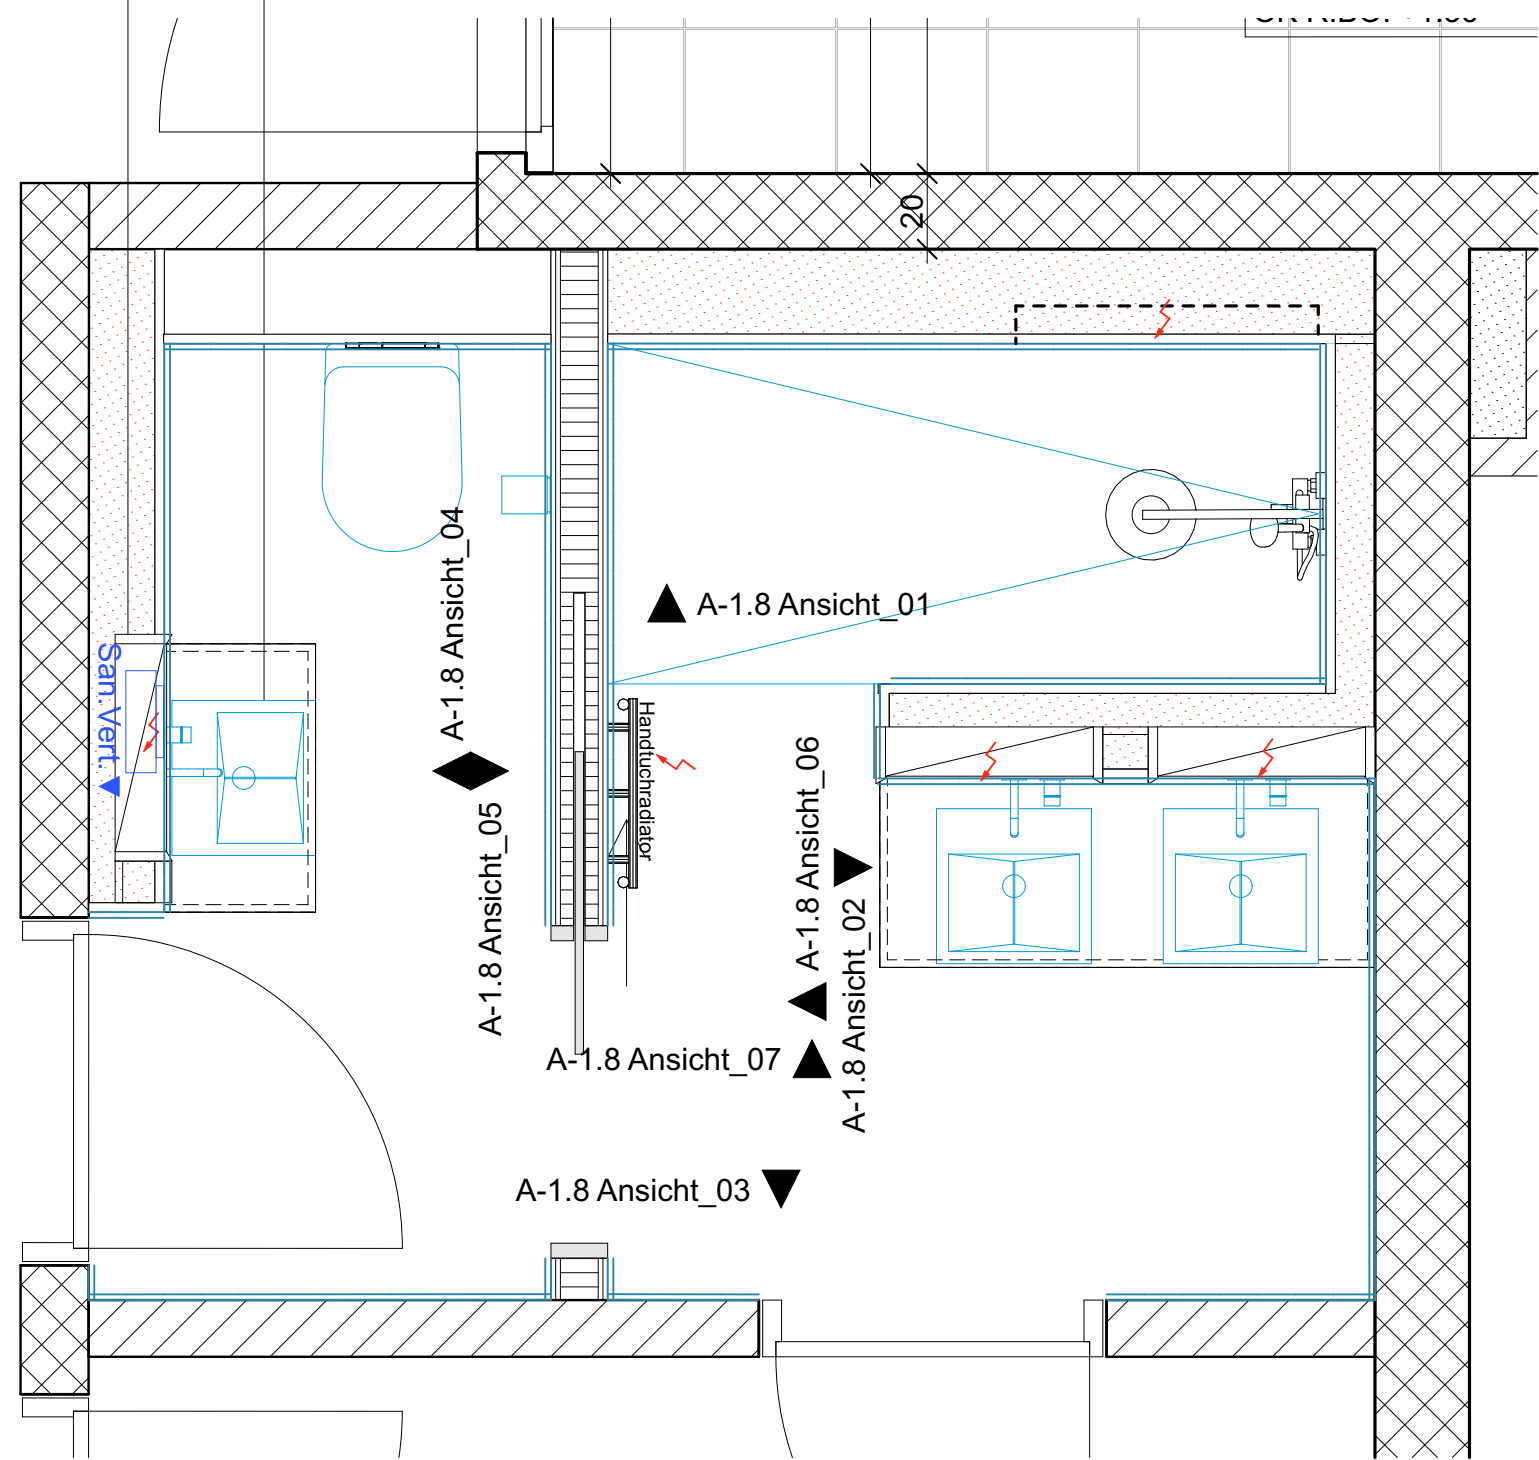 20
A-1.8 Ansicht_04
A-1.8 Ansicht_01
San.Vert.
Handtuchradiator
A-1.8 Ansicht_06
A-1.8 Ansicht_05
A-1.8 Ansicht_02
A-1.8 Ansicht_07
A-1.8 Ansicht_03